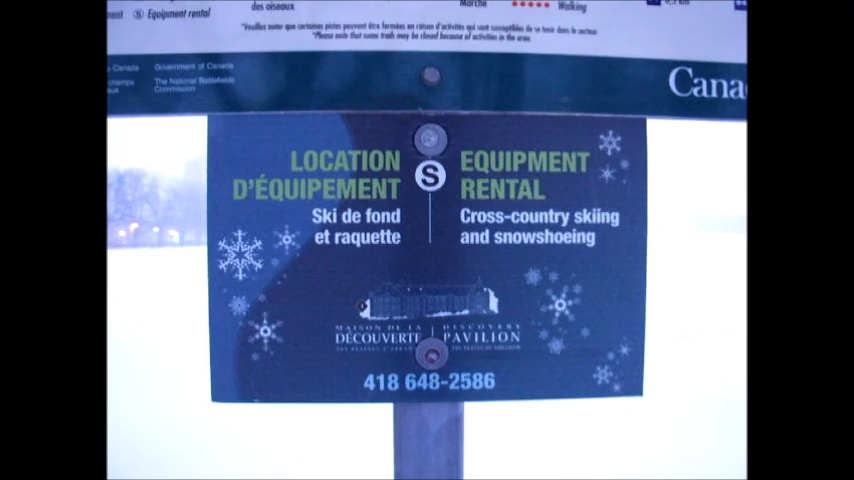 ment Ⓢ Equipment rental
des oiseaux
Marche
Walking
*Veuillez noter que certaines pistes peuvent être fermées en raison d'activités qui sont susceptibles de se tenir dans le secteur.
*Please note that some trails may be closed because of activities in the area.
Canada
Government of Canada
The National Battlefields
Commission
Cana
LOCATION
D'ÉQUIPEMENT
Ski de fond
et raquette
S
EQUIPMENT
RENTAL
Cross-country skiing
and snowshoeing
MAISON DE LA
DÉCOUVERTE
DISCOVERY
PAVILION
418 648-2586